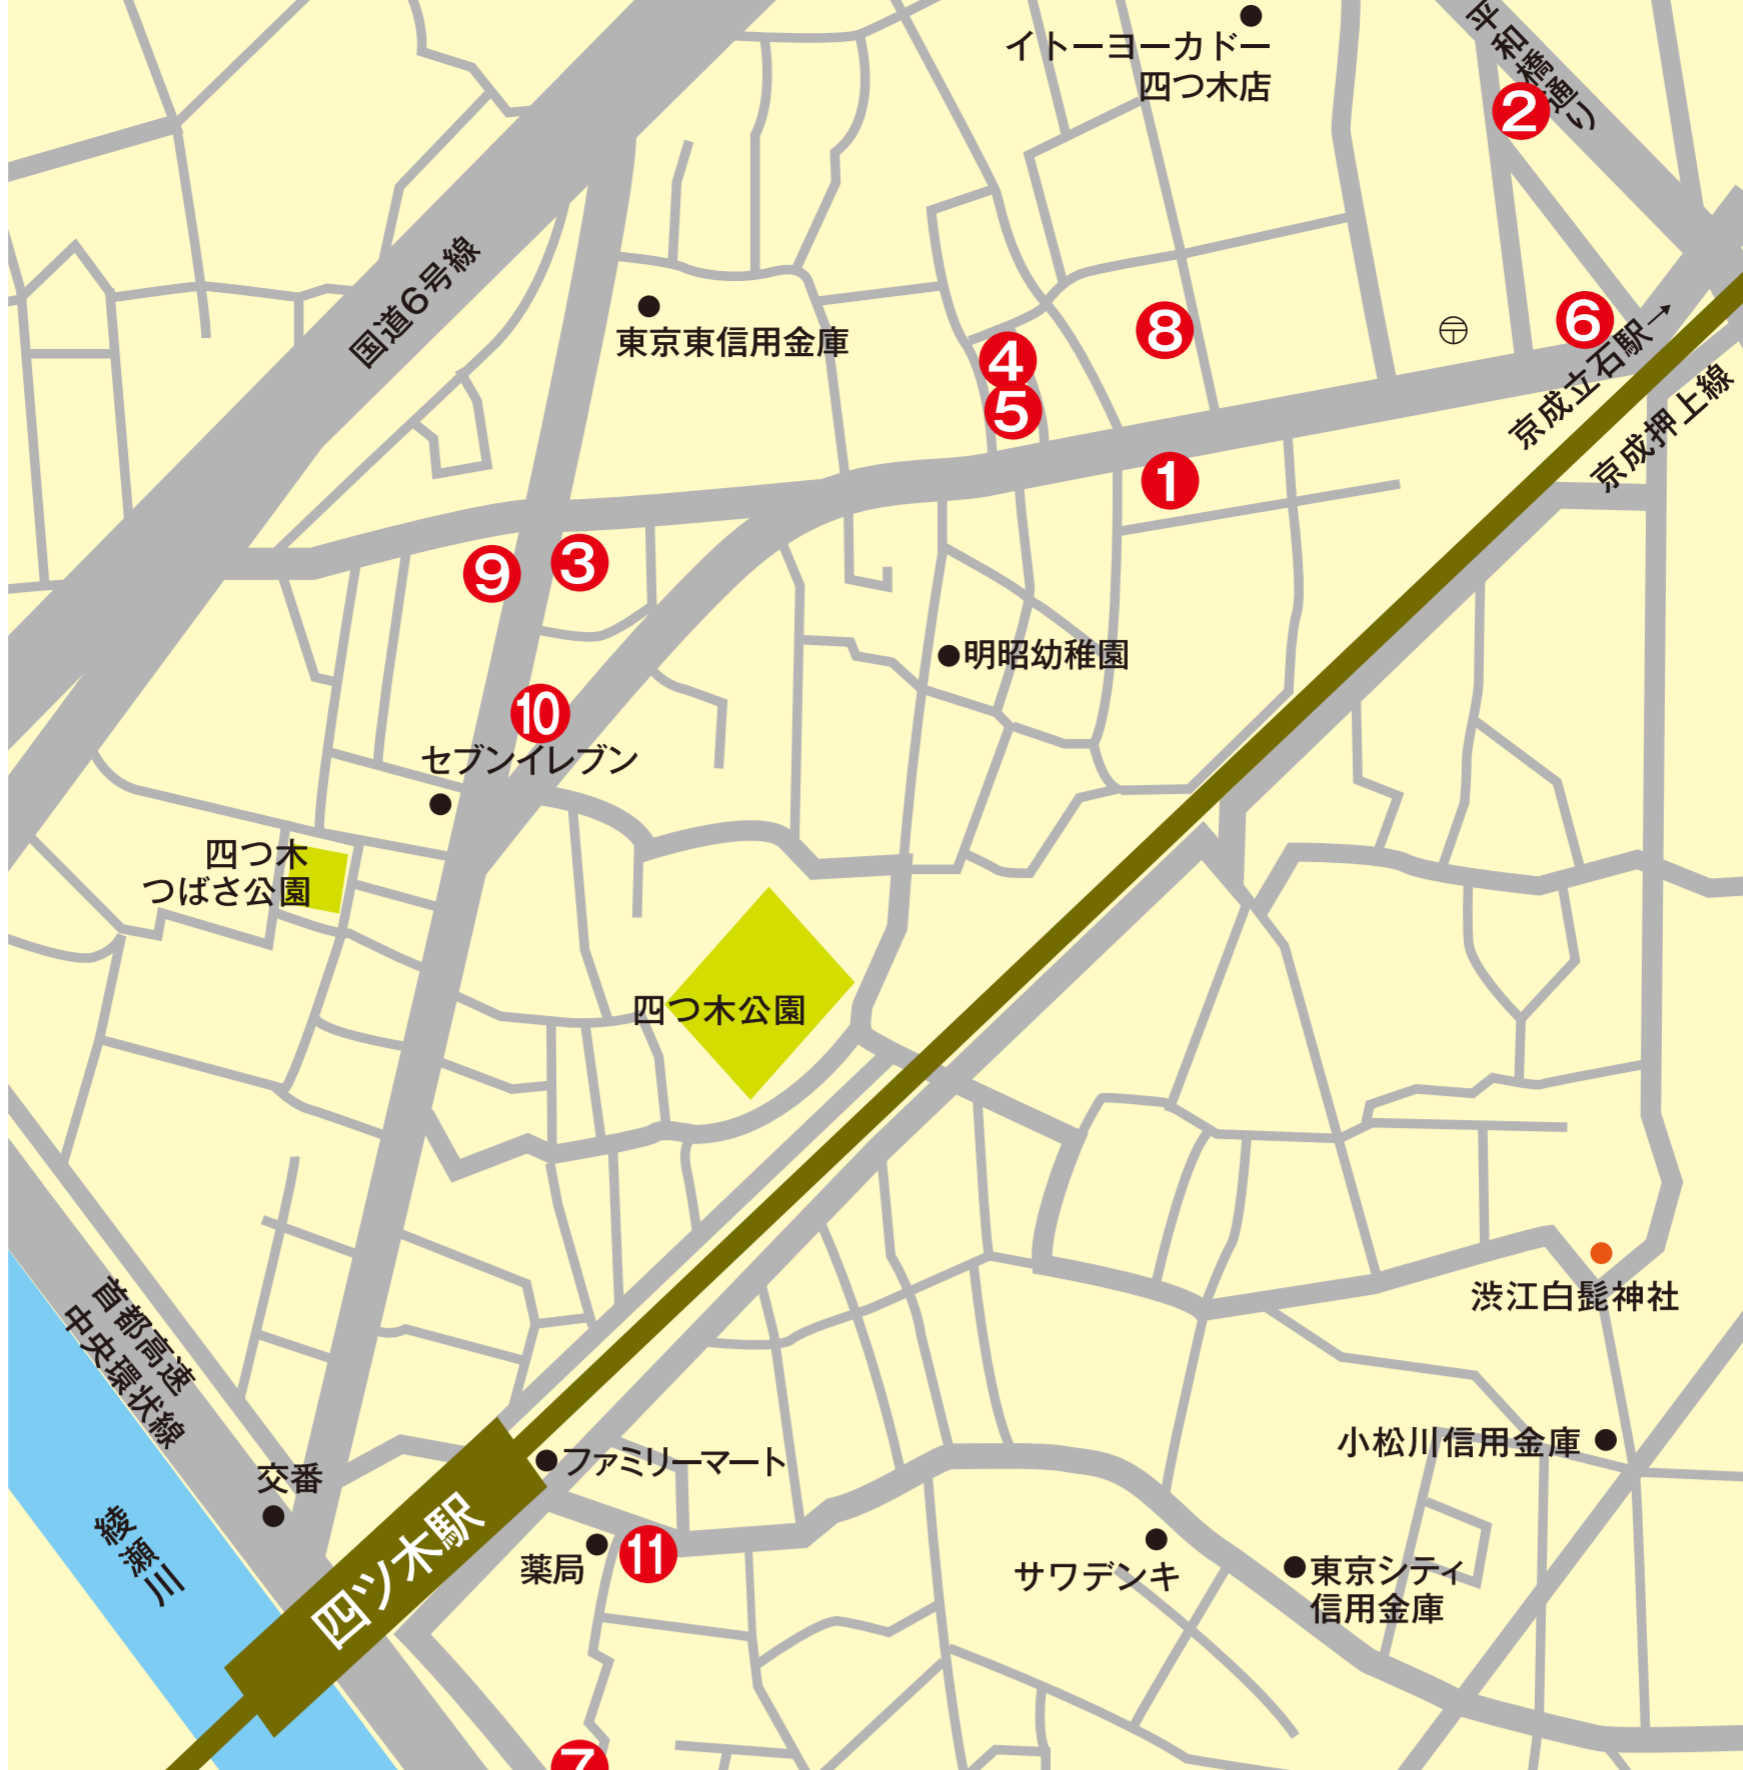 イトーヨーカドー
四つ木店
平和橋通り
2
国道6号線
東京東信用金庫
4
8
6
〒
京成立石駅→
5
京成押上線
1
9
3
明昭幼稚園
10
セブンイレブン
四つ木
つばさ公園
四つ木公園
渋江白髭神社
首都高速
中央環状線
小松川信用金庫
ファミリーマート
交番
綾瀬川
四ツ木駅
薬局
11
サワデンキ
東京シティ
信用金庫
7